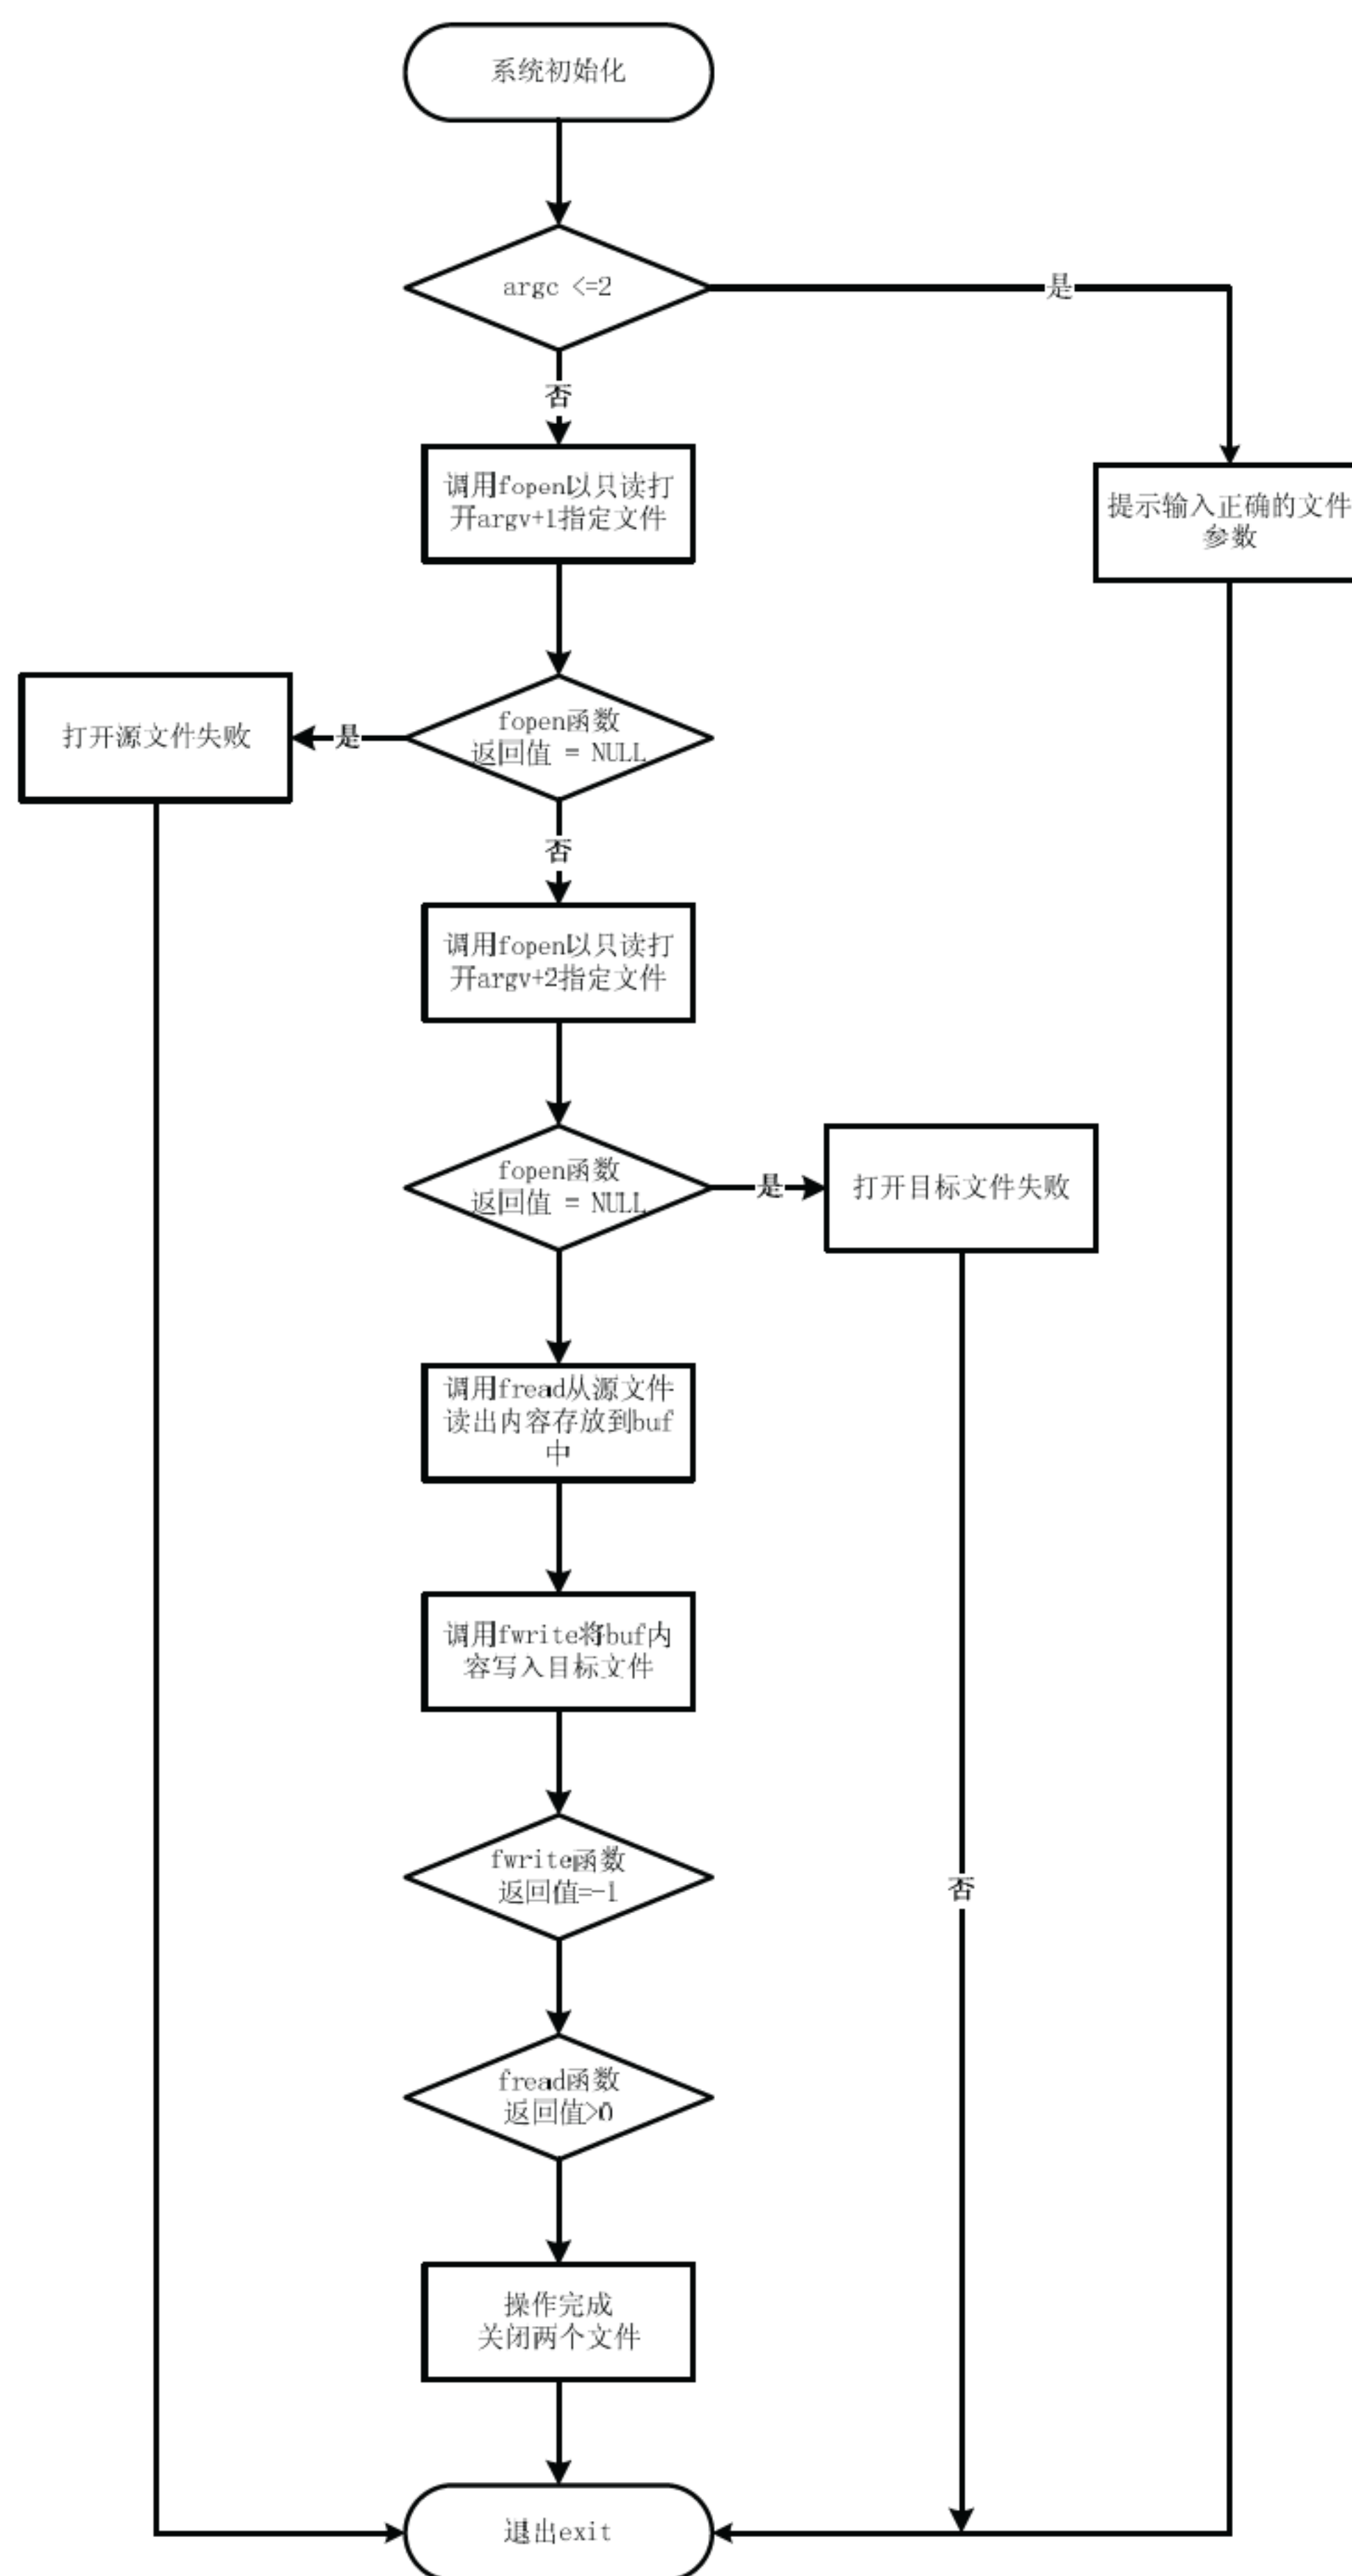 系统初始化
argc <=2
是
否
调用fopen以只读打
开argv+1指定文件
提示输入正确的文件
参数
打开源文件失败
是
fopen函数
返回值 = NULL
否
调用fopen以只读打
开argv+2指定文件
fopen函数
返回值 = NULL
是
打开目标文件失败
调用fread从源文件
读出内容存放到buf
中
调用fwrite将buf内
容写入目标文件
fwrite函数
返回值=-1
否
fread函数
返回值>0
操作完成
关闭两个文件
退出exit